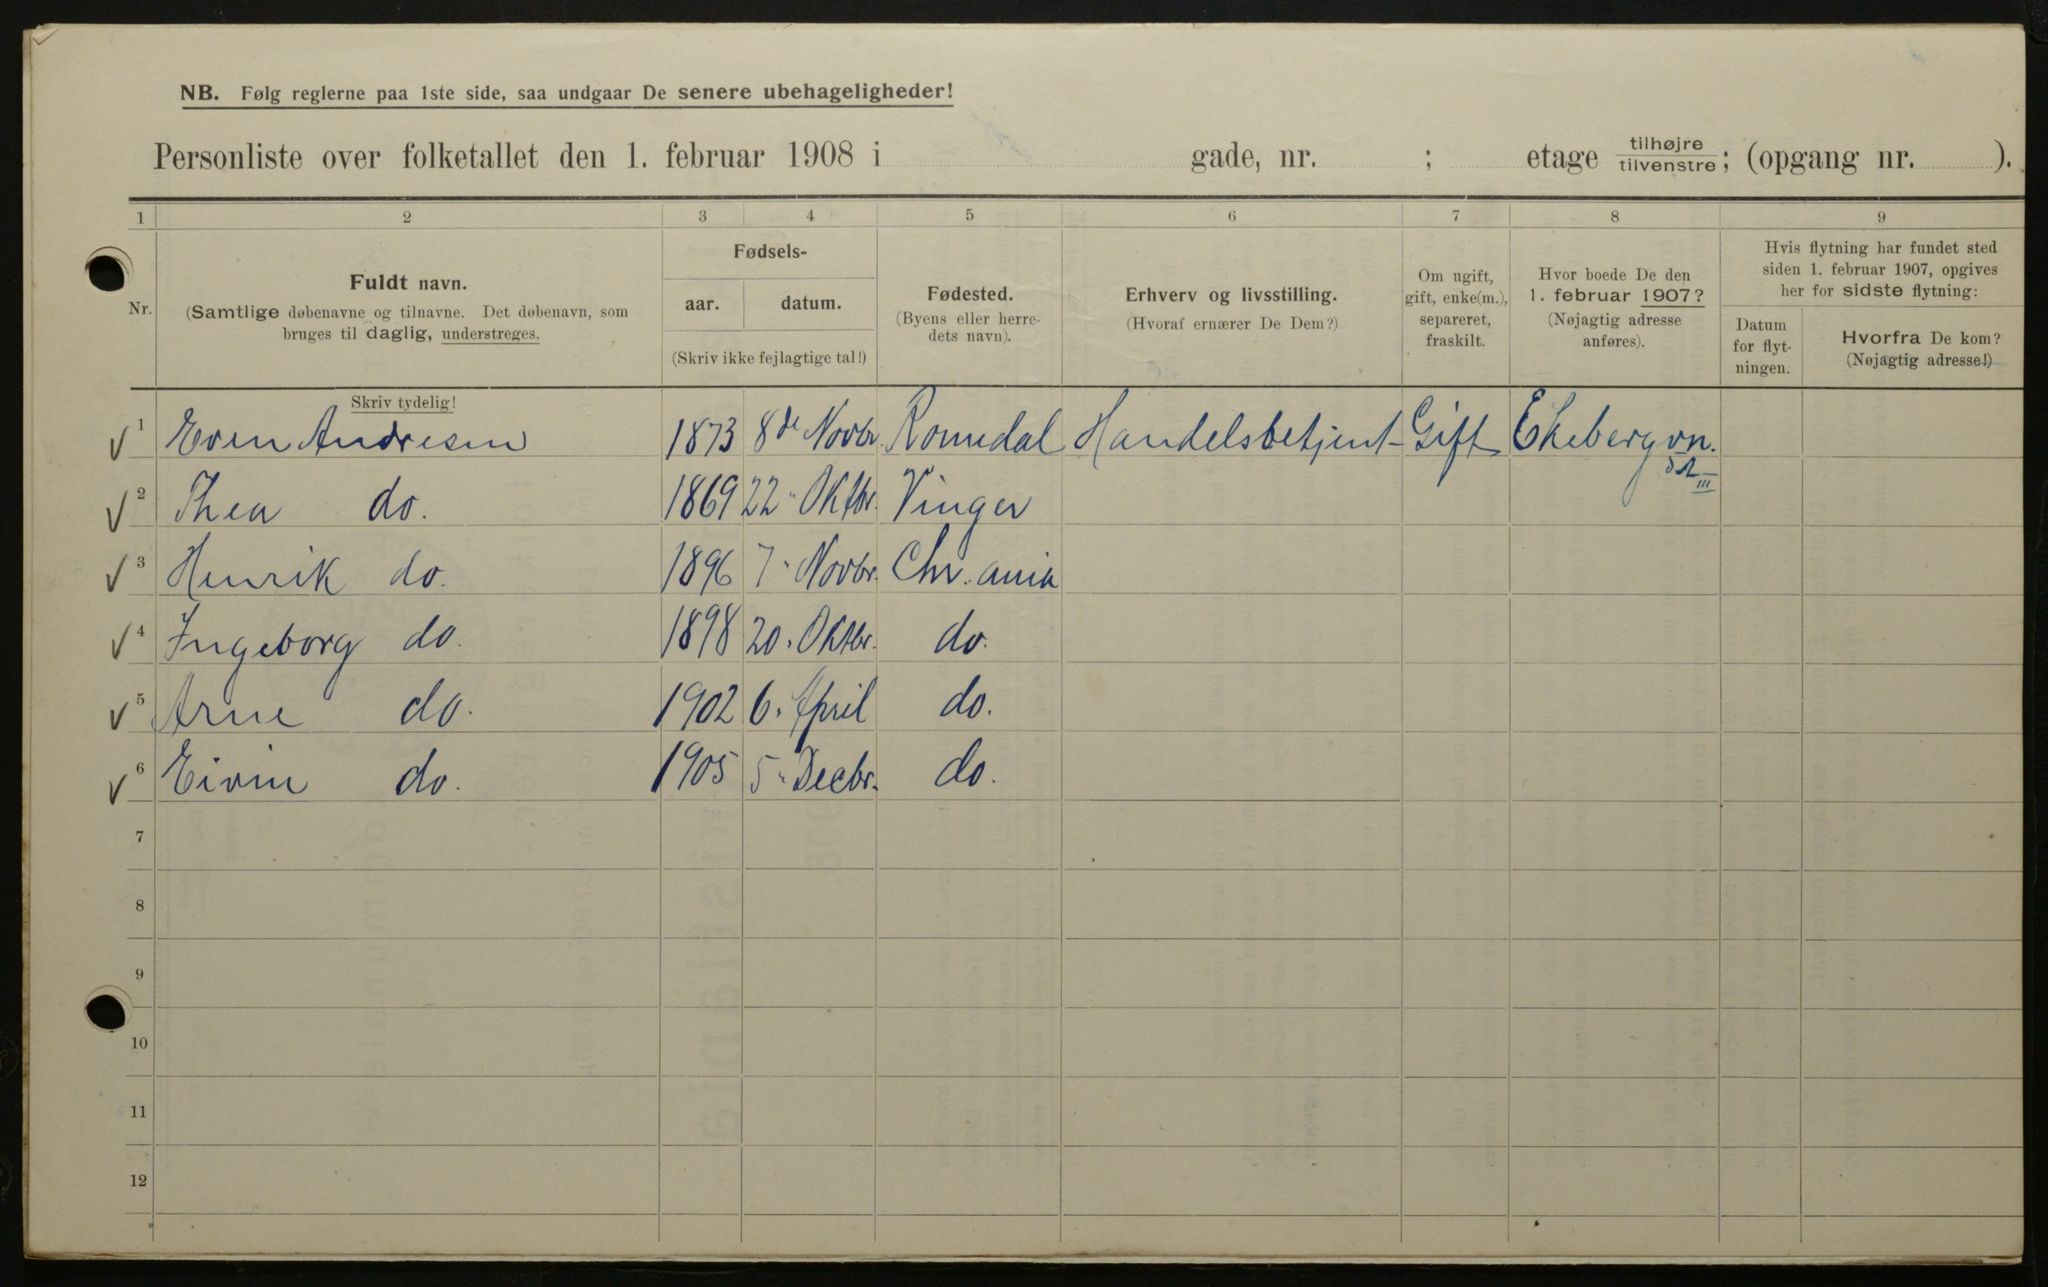 NB. Følg reglerne paa 1ste side, saa undgaar De senere ubehageligheder!
Personliste over folketallet den 1. februar 1908 i gade, nr. ; etage tilhøjre/tilvenstre; (opgang nr. ).
1 2 3 4 5 6 7 8 9
Nr.
Fuldt navn.
(Samtlige døbenavne og tilnavne. Det døbenavn, som
bruges til daglig, understreges.
Skriv tydelig!
Fødsels-
aar. datum.
(Skriv ikke fejlagtige tal!)
Fødested.
(Byens eller herre-
dets navn).
Erhverv og livsstilling.
(Hvoraf ernærer De Dem?)
Om ugift,
gift, enke(m.),
separeret,
fraskilt.
Hvor boede De den
1. februar 1907?
(Nøjagtig adresse
anføres).
Hvis flytning har fundet sted
siden 1. februar 1907, opgives
her for sidste flytning:
Datum
for flyt-
ningen.
Hvorfra De kom?
(Nøjagtig adresse!)
1 Even Andresen 1873 8de Novbr. Romedal Handelsbetjent Gift Ekebergvn.
III
2 Thea do. 1869 22 " Oktbr. Vinger
3 Henrik do. 1896 7 " Novbr. Chr. ania
4 Ingeborg do. 1898 20. Oktbr. do.
5 Arne do. 1902 6. April do.
6 Eivin do. 1905 5 " Decbr. do.
7
8
9
10
11
12